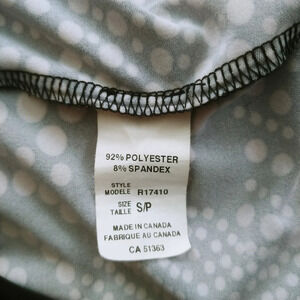 92% POLYESTER
8% SPANDEX
STYLE
MODELE R17410
SIZE
TAILLE S/P
MADE IN CANADA
FABRIQUE AU CANADA
CA 51363